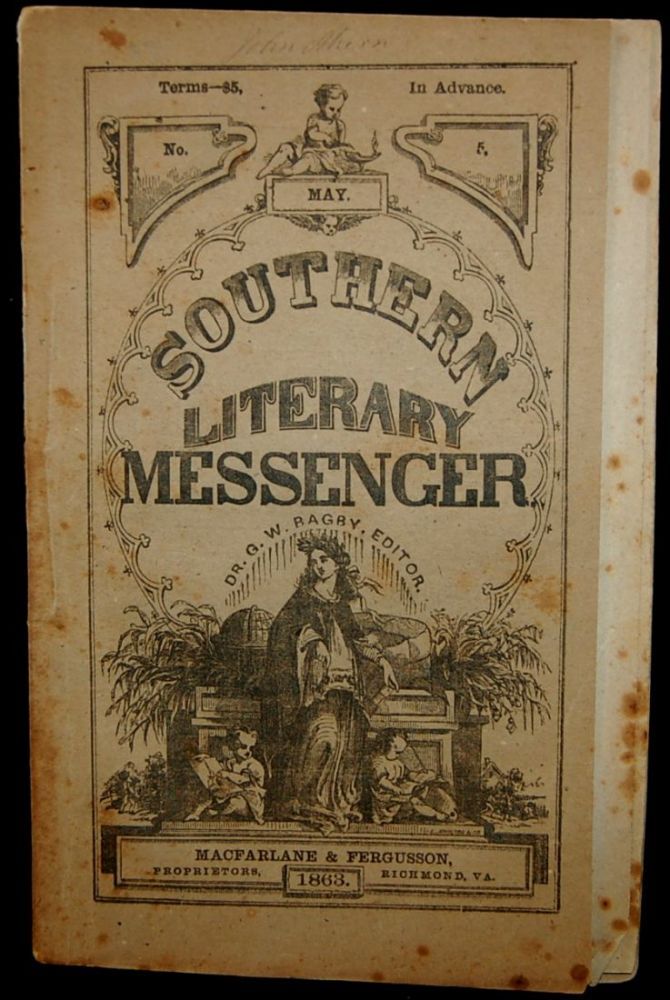 Terms—$5, In Advance.
No. 5,
MAY.
SOUTHERN
LITERARY
MESSENGER.
DR. G. W. BAGBY, EDITOR.
MACFARLANE & FERGUSSON,
PROPRIETORS, RICHMOND, VA.
1863.